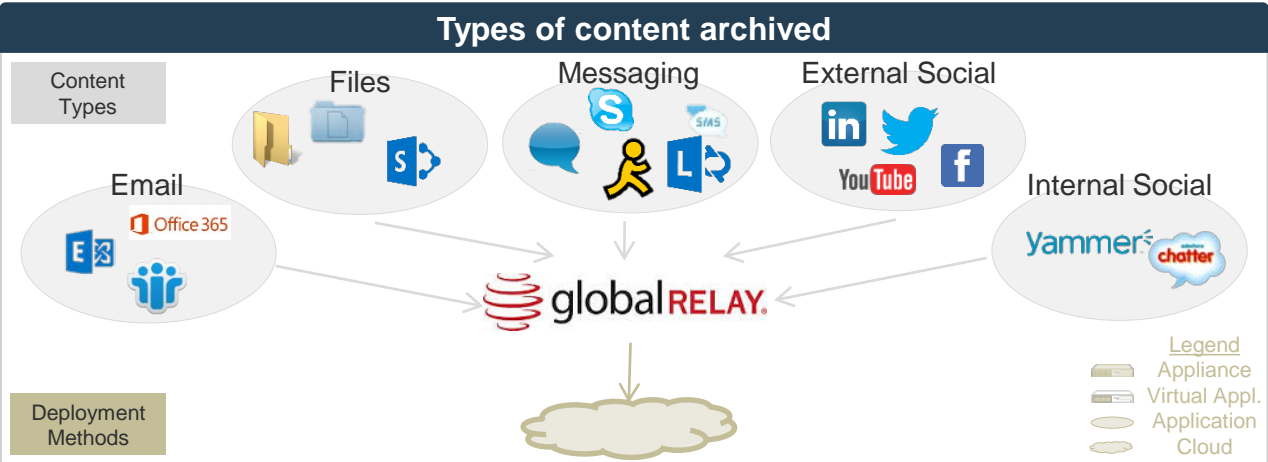 Types of content archived
Content
Types
Files
Messaging
External Social
Email
Internal Social
S
S
SMS
L
in
You Tube
f
E
Office 365
yammer
salesforce
chatter
global RELAY.
Deployment
Methods
Legend
Appliance
Virtual Appl.
Application
Cloud